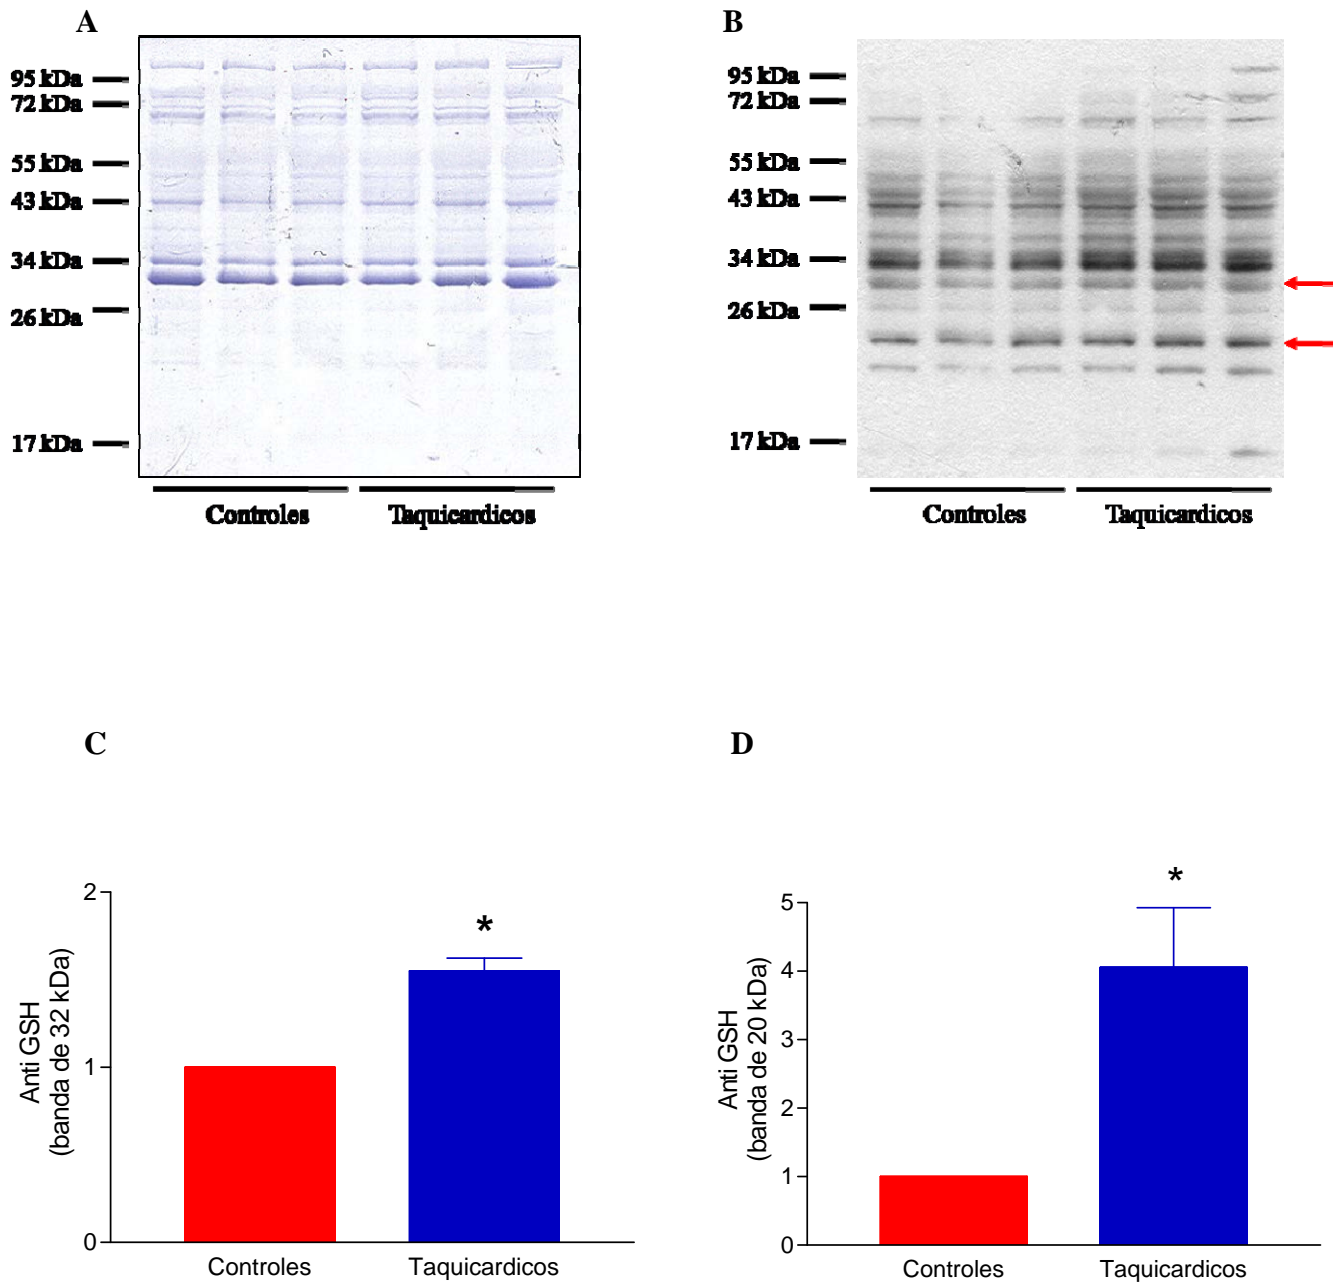 A
95 kDa
72 kDa
55 kDa
43 kDa
34 kDa
26 kDa
17 kDa
Controles
Taquicardicos
B
95 kDa
72 kDa
55 kDa
43 kDa
34 kDa
26 kDa
17 kDa
Controles
Taquicardicos
C
Anti GSH
(banda de 32 kDa)
2
1
0
*
Controles
Taquicardicos
D
Anti GSH
(banda de 20 kDa)
5
4
3
2
1
0
*
Controles
Taquicardicos